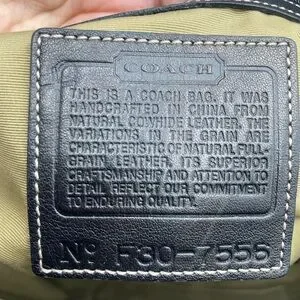 COACH
THIS IS A COACH BAG. IT WAS
HANDCRAFTED IN CHINA FROM
NATURAL COWHIDE LEATHER. THE
VARIATIONS IN THE GRAIN ARE
CHARACTERISTIC OF NATURAL FULL-
GRAIN LEATHER. ITS SUPERIOR
CRAFTSMANSHIP AND ATTENTION TO
DETAIL REFLECT OUR COMMITMENT
TO ENDURING QUALITY.
Nº F30-7556